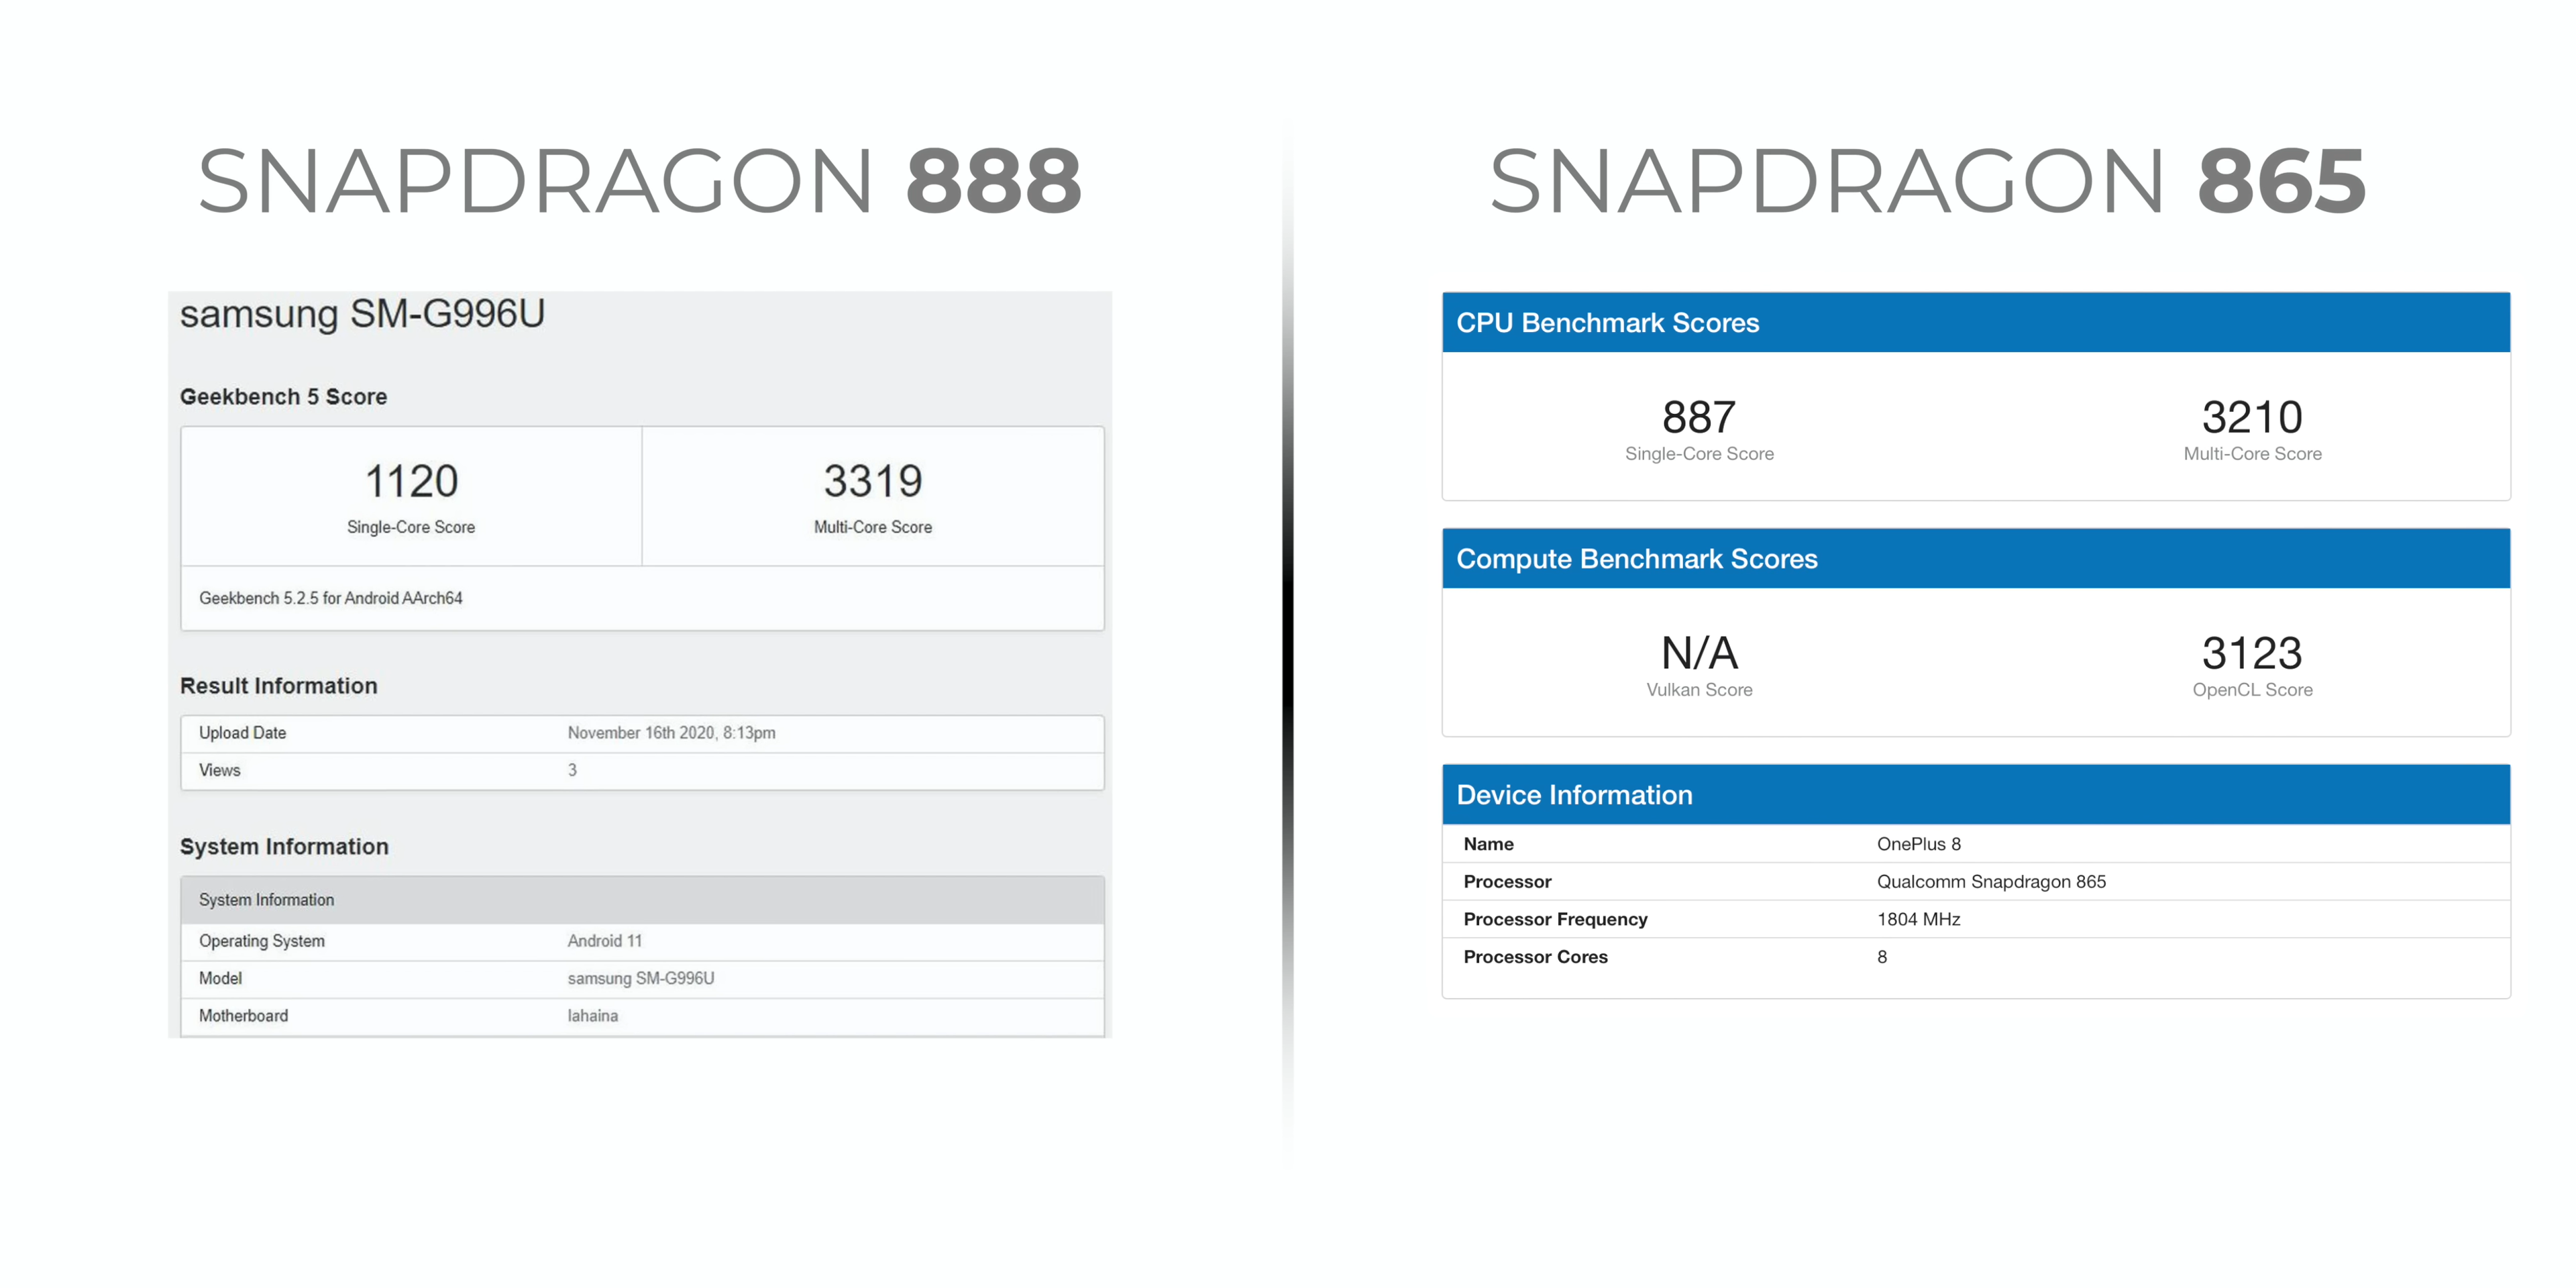 SNAPDRAGON 888
samsung SM-G996U
Geekbench 5 Score
1120 3319
Single-Core Score Multi-Core Score
Geekbench 5.2.5 for Android AArch64
Result Information
Upload Date November 16th 2020, 8:13pm
Views 3
System Information
System Information
Operating System Android 11
Model samsung SM-G996U
Motherboard lahaina
SNAPDRAGON 865
CPU Benchmark Scores
887 3210
Single-Core Score Multi-Core Score
Compute Benchmark Scores
N/A 3123
Vulkan Score OpenCL Score
Device Information
Name OnePlus 8
Processor Qualcomm Snapdragon 865
Processor Frequency 1804 MHz
Processor Cores 8